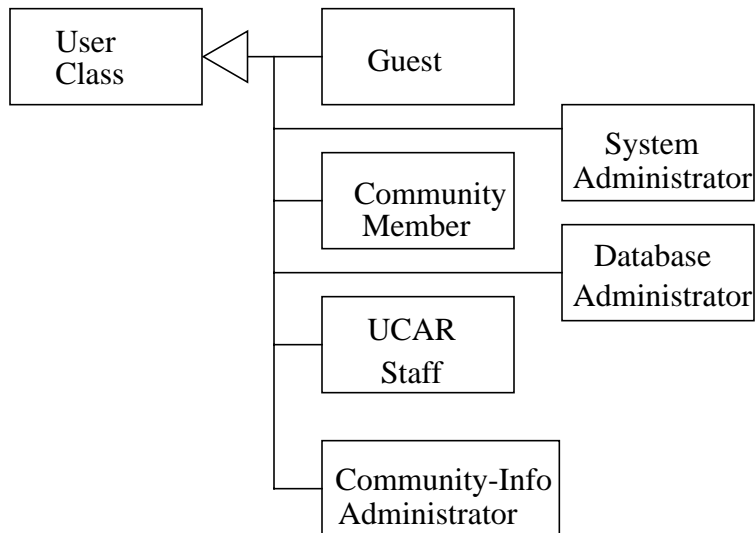 User
Class
Guest
System
Administrator
Community
Member
Database
Administrator
UCAR
Staff
Community-Info
Administrator